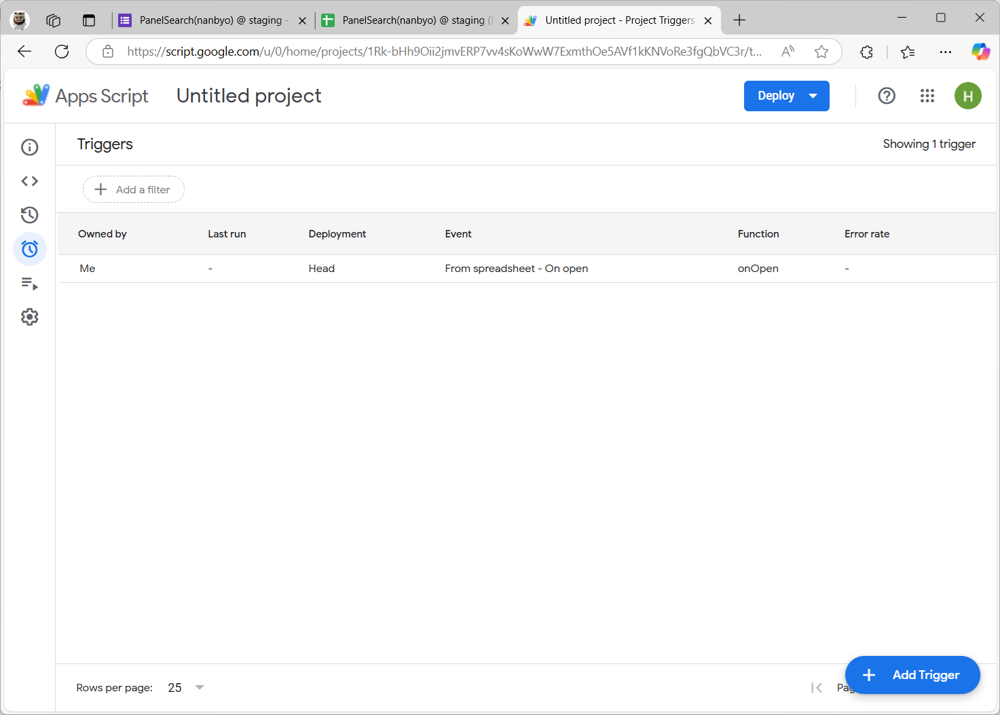 PanelSearch(nanbyo) @ staging -
PanelSearch(nanbyo) @ staging (
Untitled project - Project Triggers
https://script.google.com/u/0/home/projects/1Rk-bHh9Oii2jmvERP7vv4sKoWwW7ExmthOe5AVf1kKNVoRe3fgQbVC3r/t...
Apps Script
Untitled project
Deploy
H
Triggers
Showing 1 trigger
Add a filter
Owned by Last run Deployment Event Function Error rate
Me - Head From spreadsheet - On open onOpen -
Rows per page: 25
Pag
Add Trigger